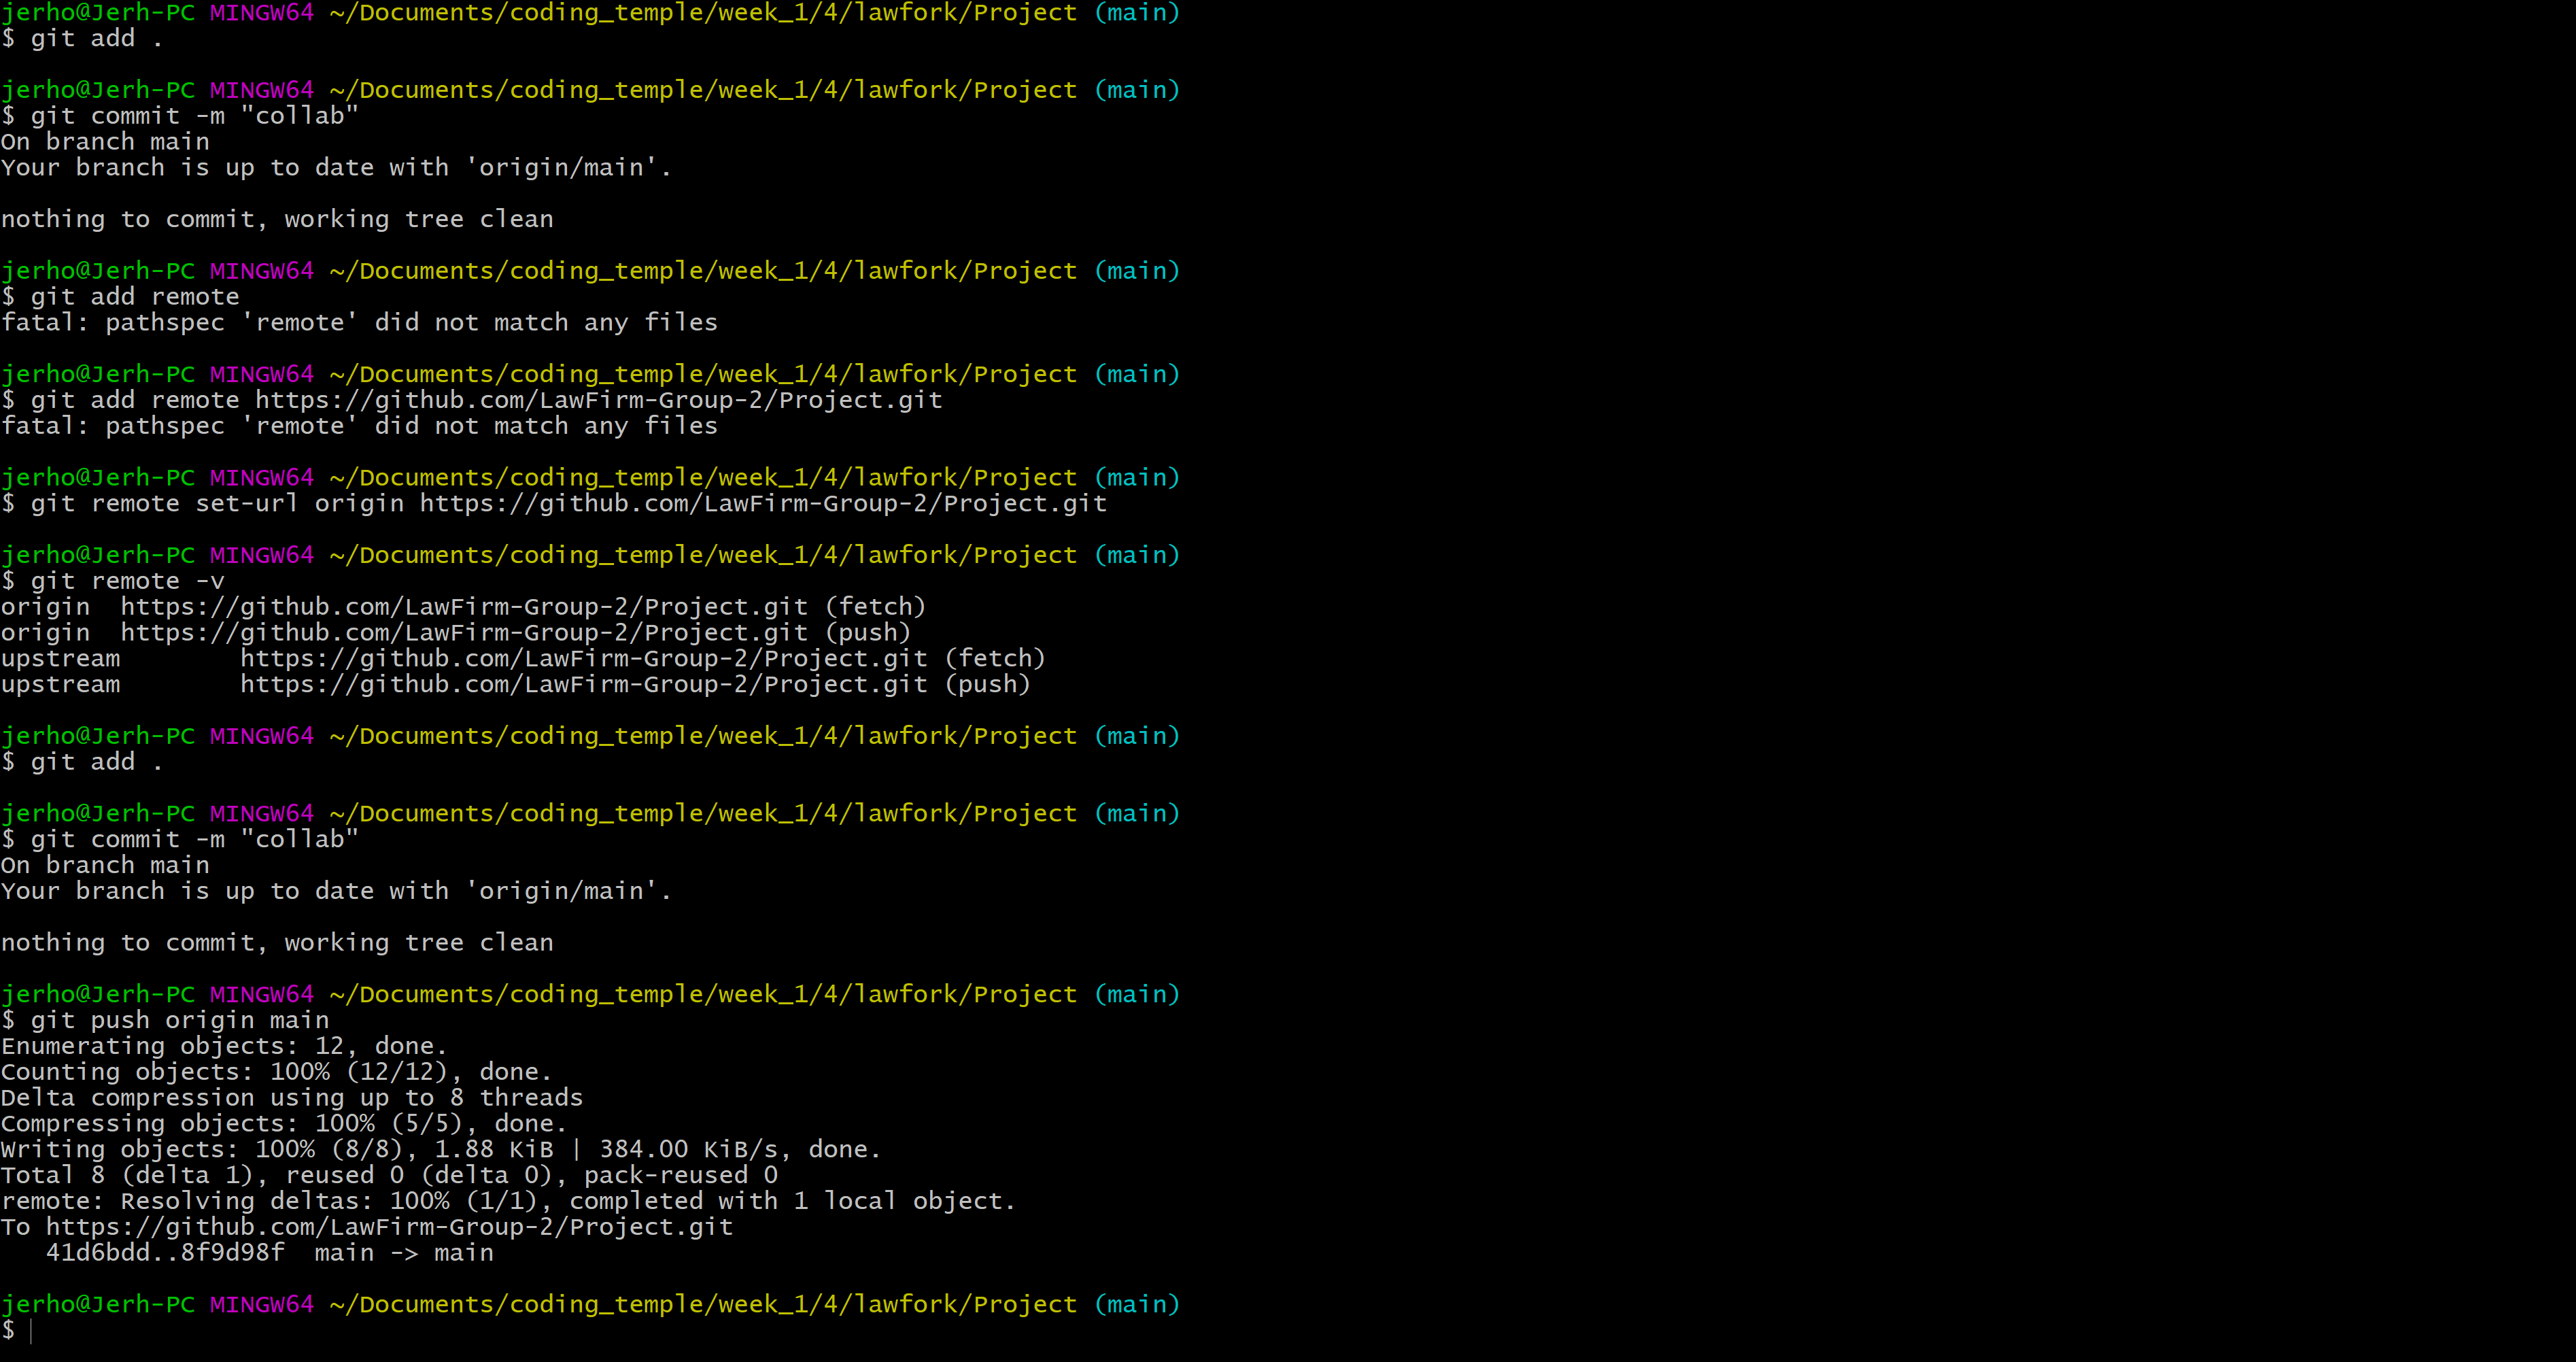 jerho@Jerh-PC MINGW64 ~/Documents/coding_temple/week_1/4/lawfork/Project (main)
$ git add .
jerho@Jerh-PC MINGW64 ~/Documents/coding_temple/week_1/4/lawfork/Project (main)
$ git commit -m "collab"
On branch main
Your branch is up to date with 'origin/main'.
nothing to commit, working tree clean
jerho@Jerh-PC MINGW64 ~/Documents/coding_temple/week_1/4/lawfork/Project (main)
$ git add remote
fatal: pathspec 'remote' did not match any files
jerho@Jerh-PC MINGW64 ~/Documents/coding_temple/week_1/4/lawfork/Project (main)
$ git add remote https://github.com/LawFirm-Group-2/Project.git
fatal: pathspec 'remote' did not match any files
jerho@Jerh-PC MINGW64 ~/Documents/coding_temple/week_1/4/lawfork/Project (main)
$ git remote set-url origin https://github.com/LawFirm-Group-2/Project.git
jerho@Jerh-PC MINGW64 ~/Documents/coding_temple/week_1/4/lawfork/Project (main)
$ git remote -v
origin  https://github.com/LawFirm-Group-2/Project.git (fetch)
origin  https://github.com/LawFirm-Group-2/Project.git (push)
upstream        https://github.com/LawFirm-Group-2/Project.git (fetch)
upstream        https://github.com/LawFirm-Group-2/Project.git (push)
jerho@Jerh-PC MINGW64 ~/Documents/coding_temple/week_1/4/lawfork/Project (main)
$ git add .
jerho@Jerh-PC MINGW64 ~/Documents/coding_temple/week_1/4/lawfork/Project (main)
$ git commit -m "collab"
On branch main
Your branch is up to date with 'origin/main'.
nothing to commit, working tree clean
jerho@Jerh-PC MINGW64 ~/Documents/coding_temple/week_1/4/lawfork/Project (main)
$ git push origin main
Enumerating objects: 12, done.
Counting objects: 100% (12/12), done.
Delta compression using up to 8 threads
Compressing objects: 100% (5/5), done.
Writing objects: 100% (8/8), 1.88 KiB | 384.00 KiB/s, done.
Total 8 (delta 1), reused 0 (delta 0), pack-reused 0
remote: Resolving deltas: 100% (1/1), completed with 1 local object.
To https://github.com/LawFirm-Group-2/Project.git
   41d6bdd..8f9d98f  main -> main
jerho@Jerh-PC MINGW64 ~/Documents/coding_temple/week_1/4/lawfork/Project (main)
$